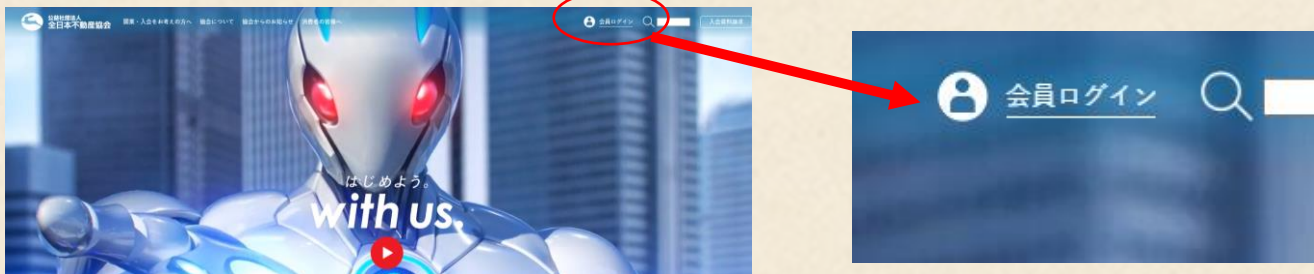 公益社団法人
全日本不動産協会
開業・入会をお考えの方へ 協会について 協会からのお知らせ 消費者の皆様へ
会員ログイン
入会資料請求
はじめよう。
with us.
会員ログイン